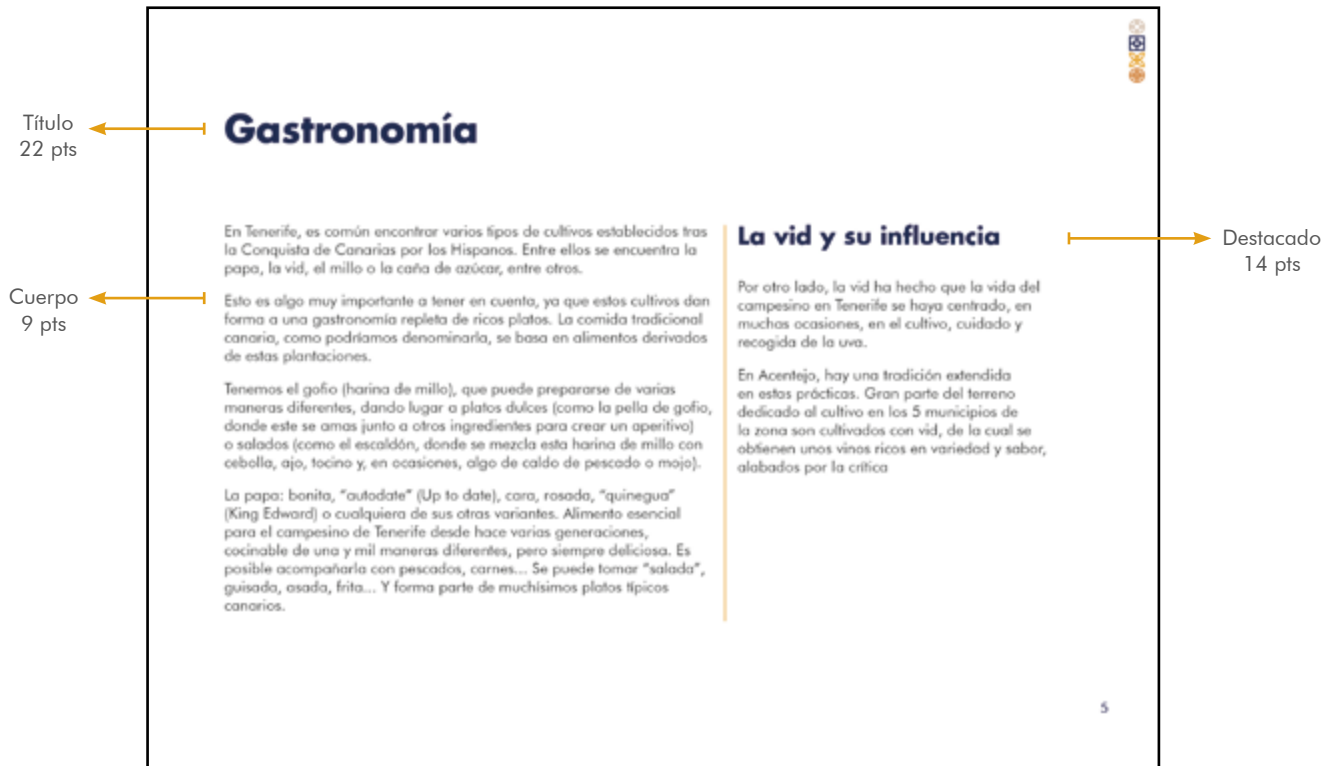 Título
22 pts
Gastronomía
Cuerpo
9 pts
En Tenerife, es común encontrar varios tipos de cultivos establecidos tras
la Conquista de Canarias por los Hispanos. Entre ellos se encuentra la
papa, la vid, el millo o la caña de azúcar, entre otros.
Esto es algo muy importante a tener en cuenta, ya que estos cultivos dan
forma a una gastronomía repleta de ricos platos. La comida tradicional
canaria, como podríamos denominarla, se basa en alimentos derivados
de estas plantaciones.
Tenemos el gofio (harina de millo), que puede prepararse de varias
maneras diferentes, dando lugar a platos dulces (como la pella de gofio,
donde este se amas junto a otros ingredientes para crear un aperitivo)
o salados (como el escaldón, donde se mezcla esta harina de millo con
cebolla, ajo, tocino y, en ocasiones, algo de caldo de pescado o mojo).
La papa: bonita, “autodate” (Up to date), cara, rosada, “quinegua”
(King Edward) o cualquiera de sus otras variantes. Alimento esencial
para el campesino de Tenerife desde hace varias generaciones,
cocinable de una y mil maneras diferentes, pero siempre deliciosa. Es
posible acompañarla con pescados, carnes... Se puede tomar “salada”,
guisada, asada, frita... Y forma parte de muchísimos platos típicos
canarios.
La vid y su influencia
Destacado
14 pts
Por otro lado, la vid ha hecho que la vida del
campesino en Tenerife se haya centrado, en
muchas ocasiones, en el cultivo, cuidado y
recogida de la uva.
En Acentejo, hay una tradición extendida
en estas prácticas. Gran parte del terreno
dedicado al cultivo en los 5 municipios de
la zona son cultivados con vid, de la cual se
obtienen unos vinos ricos en variedad y sabor,
alabados por la crítica
5